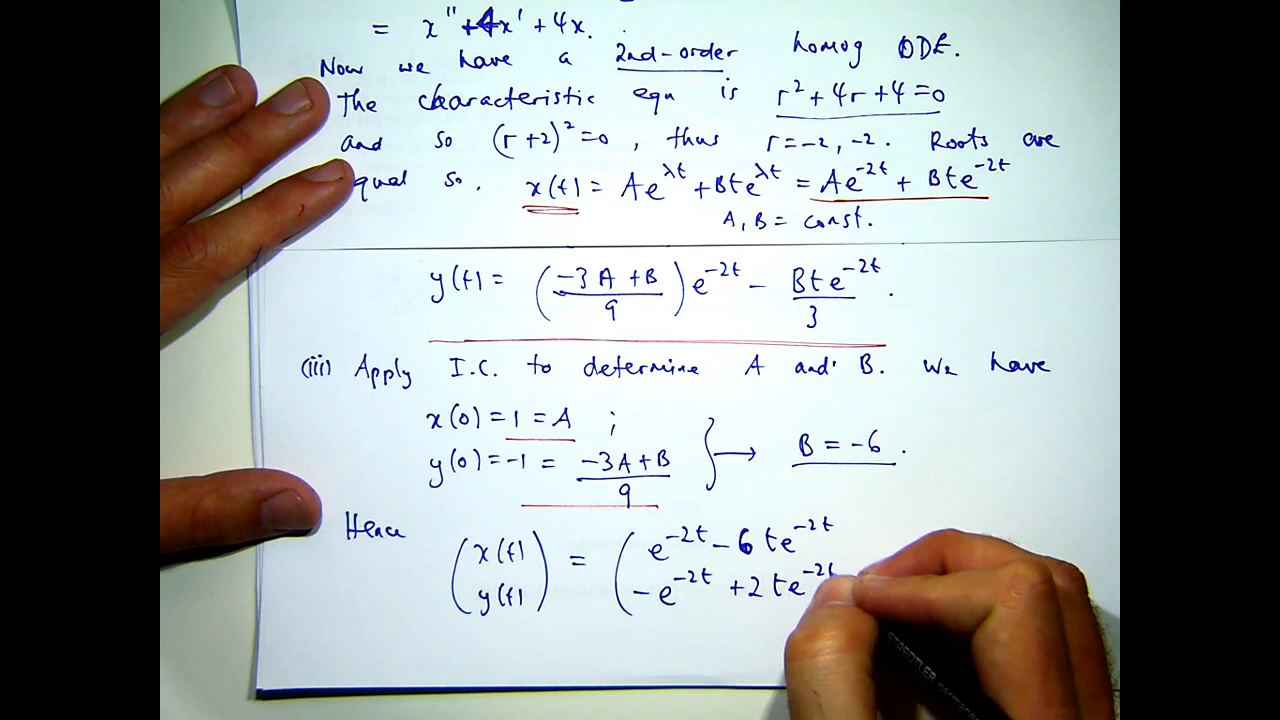 = x'' + 4x' + 4x.
Now we have a 2nd-order homog ODE.
The characteristic eqn is r² + 4r + 4 = 0
and so (r + 2)² = 0, thus r = -2, -2. Roots are
equal so. x(t) = Ae^{λt} + Bte^{λt} = Ae^{-2t} + Bte^{-2t}
A, B = const.
y(t) = ((-3A + B)/9) e^{-2t} - (Bte^{-2t})/3.
(iii) Apply I.C. to determine A and B. We have
x(0) = 1 = A ;
y(0) = -1 = (-3A + B)/9 } → B = -6.
Hence
(x(t)) = (e^{-2t} - 6te^{-2t}
(y(t)) (-e^{-2t} + 2te^{-2t}
STAEDTLER